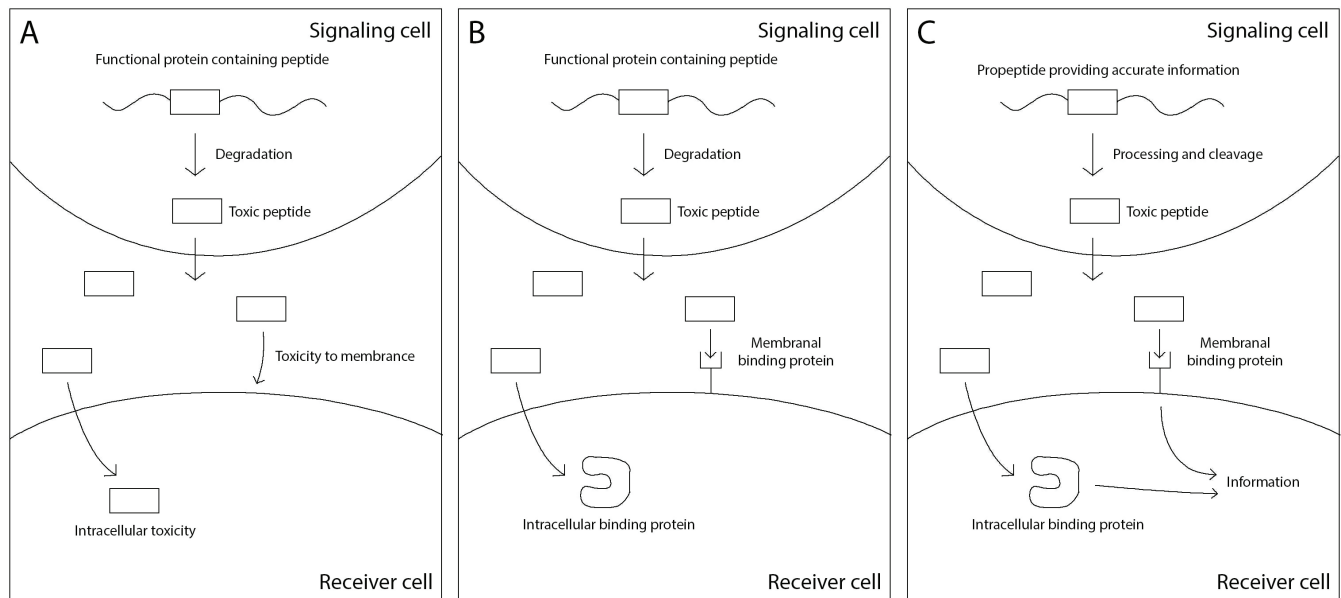 A
Signaling cell
Functional protein containing peptide
Degradation
Toxic peptide
Toxicity to membrance
Intracellular toxicity
Receiver cell
B
Signaling cell
Functional protein containing peptide
Degradation
Toxic peptide
Membranal
binding protein
Intracellular binding protein
Receiver cell
C
Signaling cell
Propeptide providing accurate information
Processing and cleavage
Toxic peptide
Membranal
binding protein
Information
Intracellular binding protein
Receiver cell